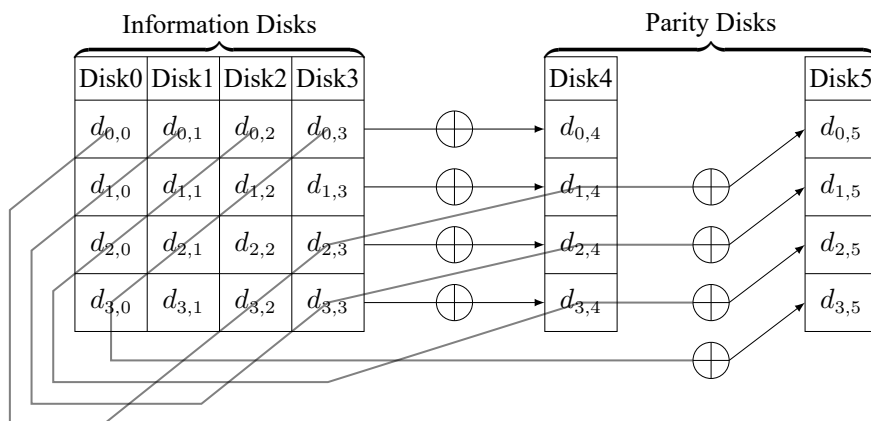 Information Disks Parity Disks
Disk0 Disk1 Disk2 Disk3 Disk4 Disk5
d0,0 d0,1 d0,2 d0,3 d0,4 d0,5
d1,0 d1,1 d1,2 d1,3 d1,4 d1,5
d2,0 d2,1 d2,2 d2,3 d2,4 d2,5
d3,0 d3,1 d3,2 d3,3 d3,4 d3,5